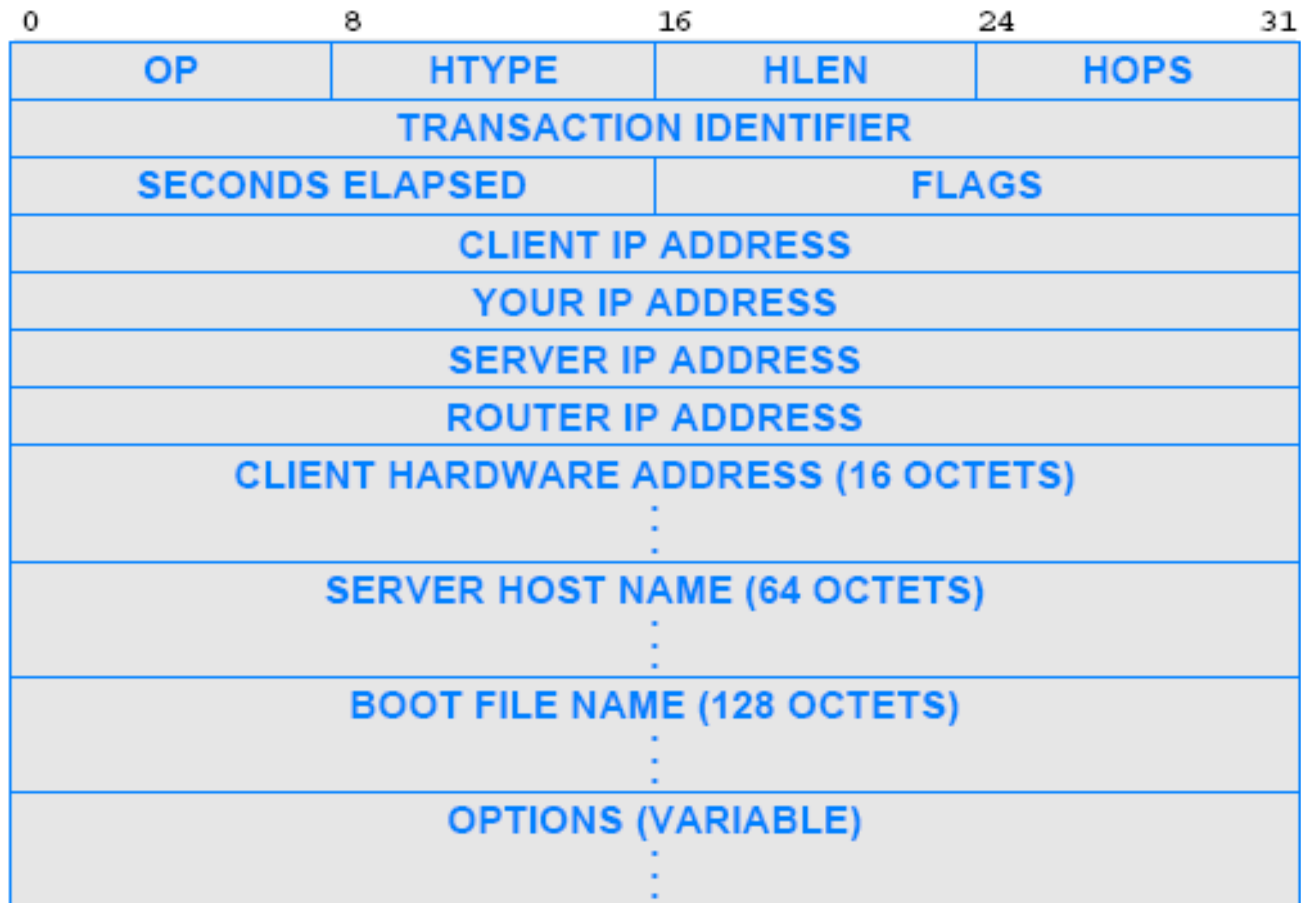 0 8 16 24 31
OP HTYPE HLEN HOPS
TRANSACTION IDENTIFIER
SECONDS ELAPSED FLAGS
CLIENT IP ADDRESS
YOUR IP ADDRESS
SERVER IP ADDRESS
ROUTER IP ADDRESS
CLIENT HARDWARE ADDRESS (16 OCTETS)
SERVER HOST NAME (64 OCTETS)
BOOT FILE NAME (128 OCTETS)
OPTIONS (VARIABLE)